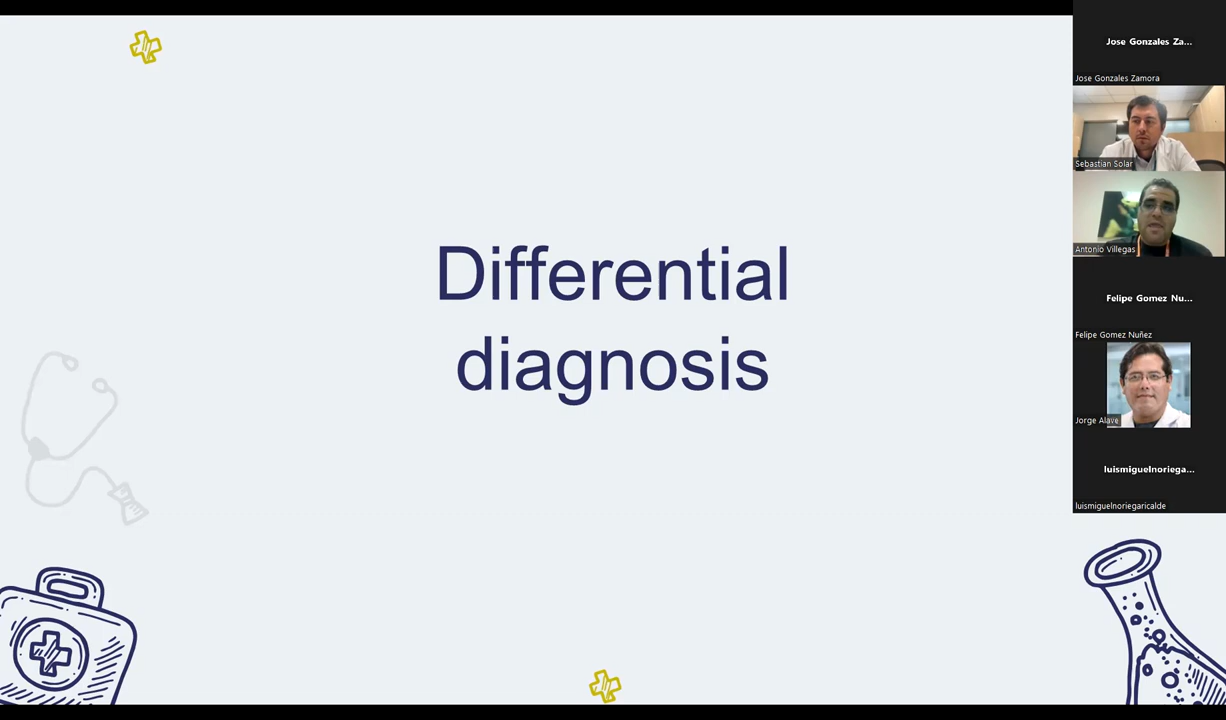 Differential
diagnosis
Jose Gonzales Za...
Jose Gonzales Zamora
Sebastian Solar
Antonio Villegas
Felipe Gomez Nu...
Felipe Gomez Nuñez
Jorge Alave
luismiguelnoriega...
luismiguelnoriegaricalde